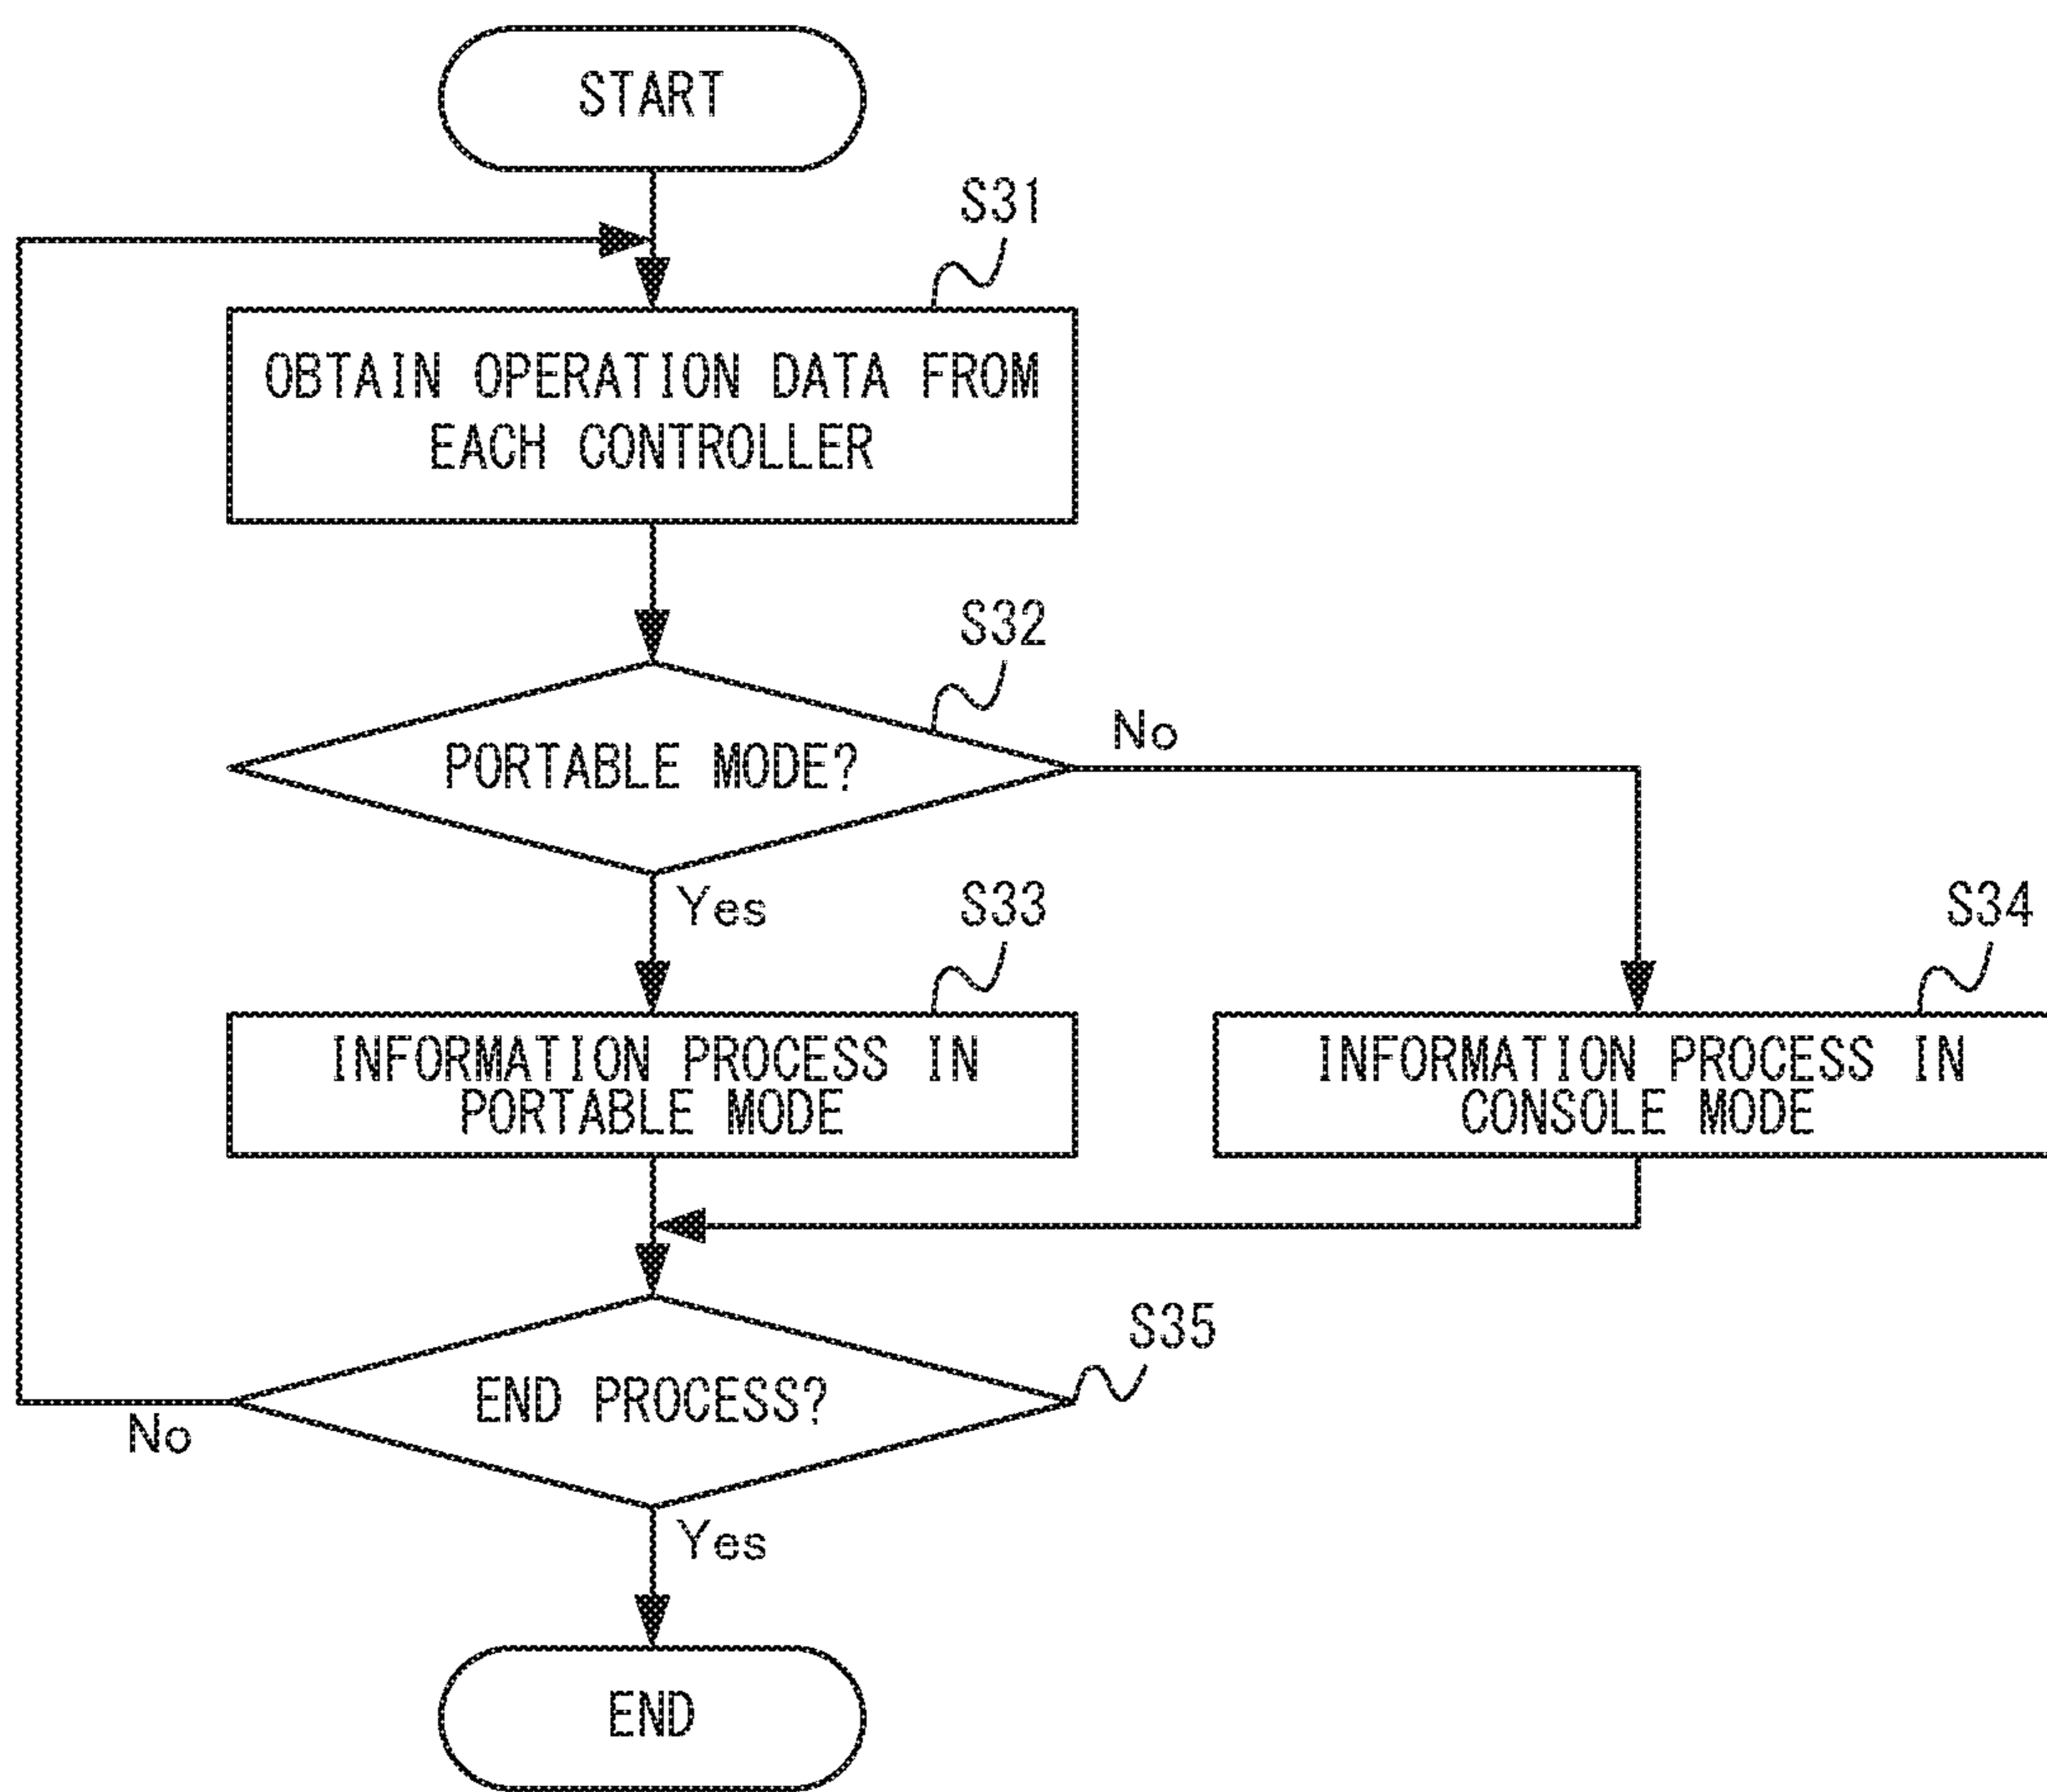 START
S31
OBTAIN OPERATION DATA FROM
EACH CONTROLLER
S32
PORTABLE MODE?
No
Yes
S33
INFORMATION PROCESS IN
PORTABLE MODE
S34
INFORMATION PROCESS IN
CONSOLE MODE
S35
END PROCESS?
No
Yes
END